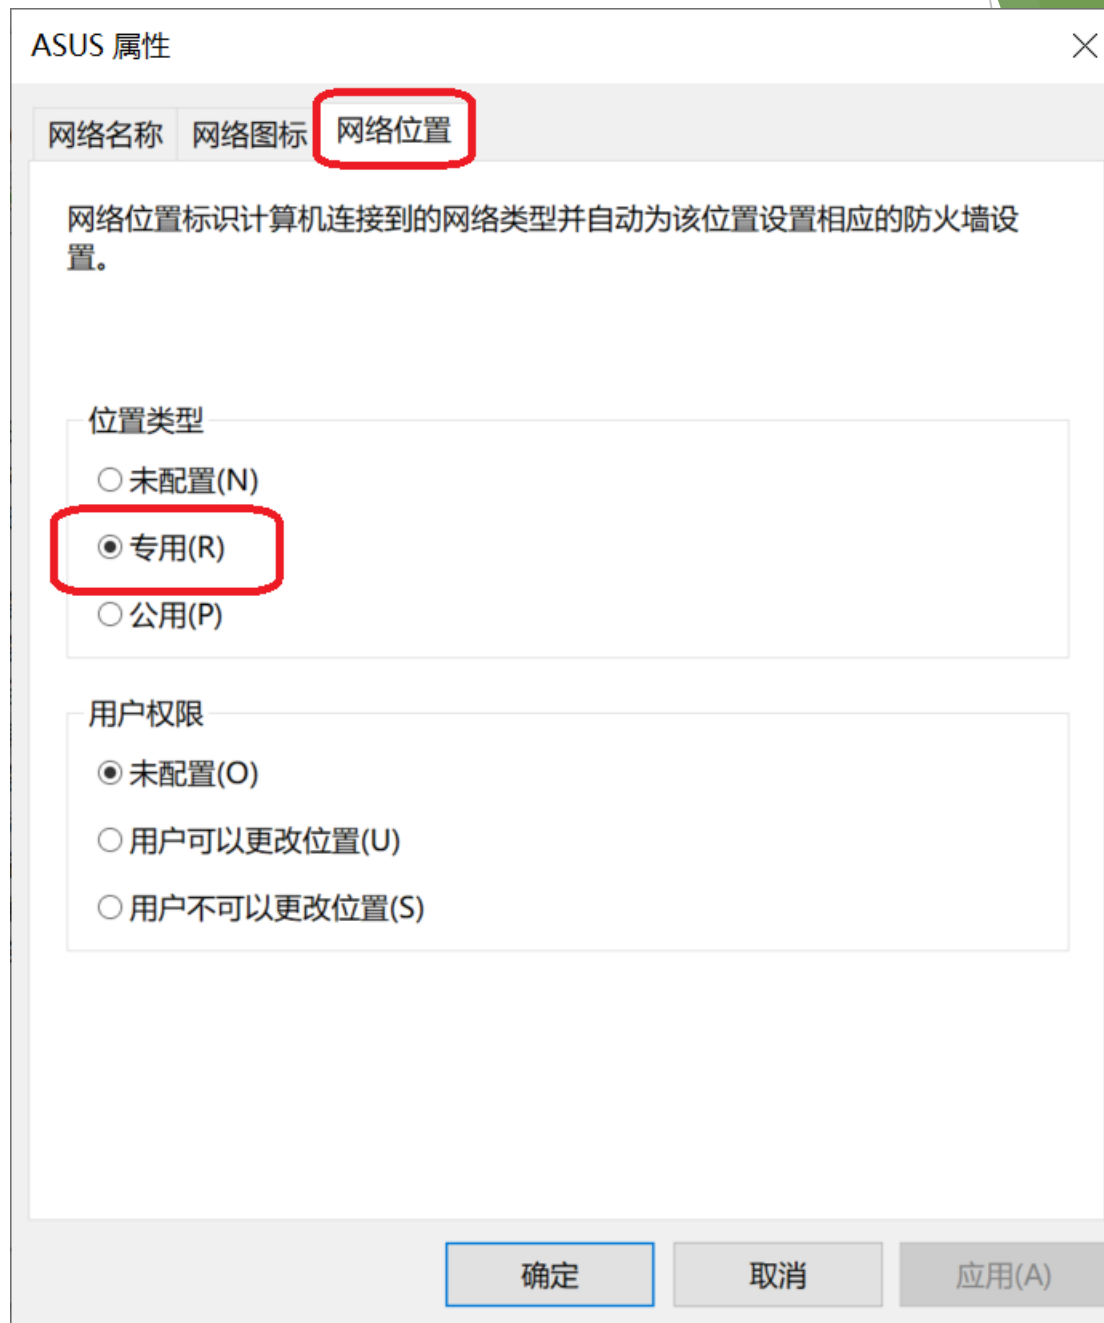 ASUS 属性
网络名称 网络图标 网络位置
网络位置标识计算机连接到的网络类型并自动为该位置设置相应的防火墙设
置。
位置类型
未配置(N)
专用(R)
公用(P)
用户权限
未配置(O)
用户可以更改位置(U)
用户不可以更改位置(S)
确定 取消 应用(A)